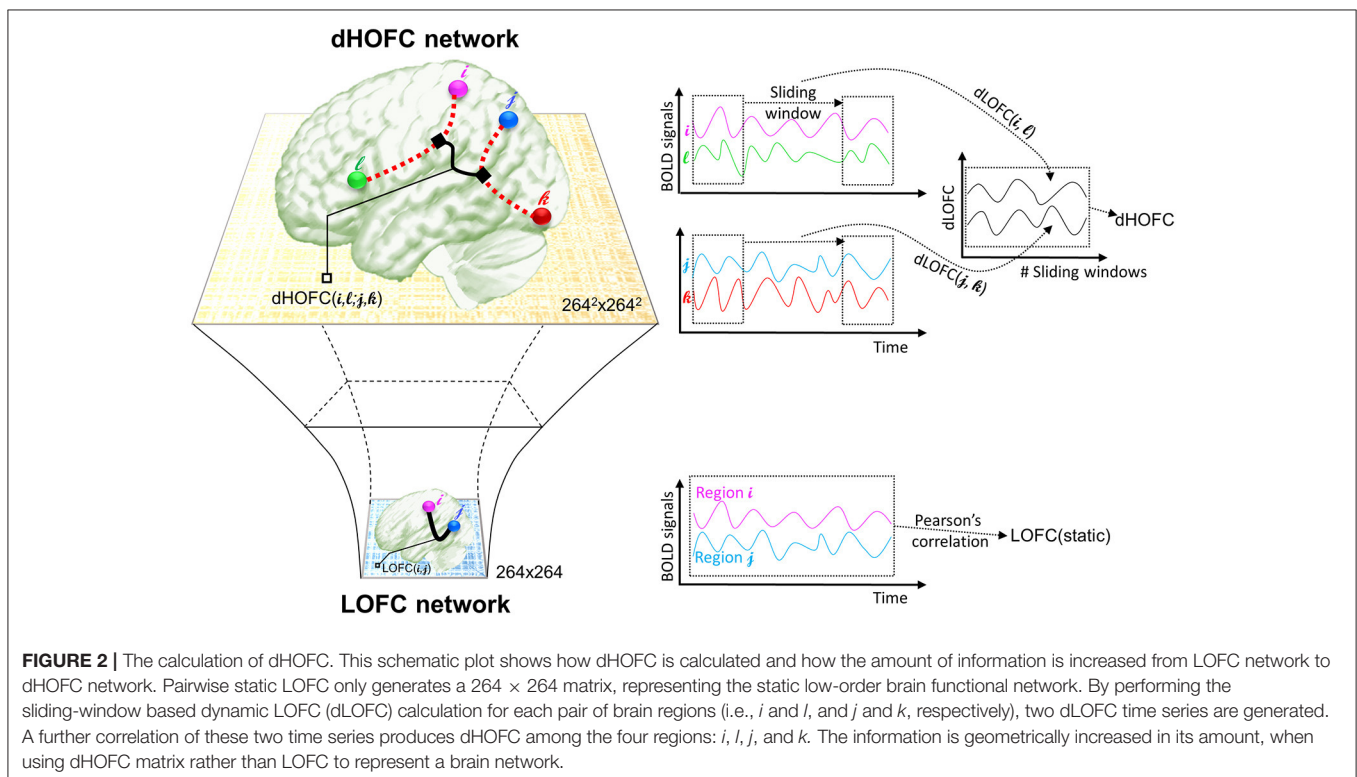 dHOFC network
i
j
l
k
dHOFC(i,l;j,k)
264²x264²
i
j
LOFC(i,j)
264x264
LOFC network
BOLD signals
i
l
Sliding
window
dLOFC(i, l)
j
k
Time
dLOFC(j, k)
dLOFC
# Sliding windows
dHOFC
BOLD signals
Region i
Region j
Time
Pearson's
correlation
LOFC(static)
FIGURE 2 | The calculation of dHOFC. This schematic plot shows how dHOFC is calculated and how the amount of information is increased from LOFC network to
dHOFC network. Pairwise static LOFC only generates a 264 × 264 matrix, representing the static low-order brain functional network. By performing the
sliding-window based dynamic LOFC (dLOFC) calculation for each pair of brain regions (i.e., i and l, and j and k, respectively), two dLOFC time series are generated.
A further correlation of these two time series produces dHOFC among the four regions: i, l, j, and k. The information is geometrically increased in its amount, when
using dHOFC matrix rather than LOFC to represent a brain network.